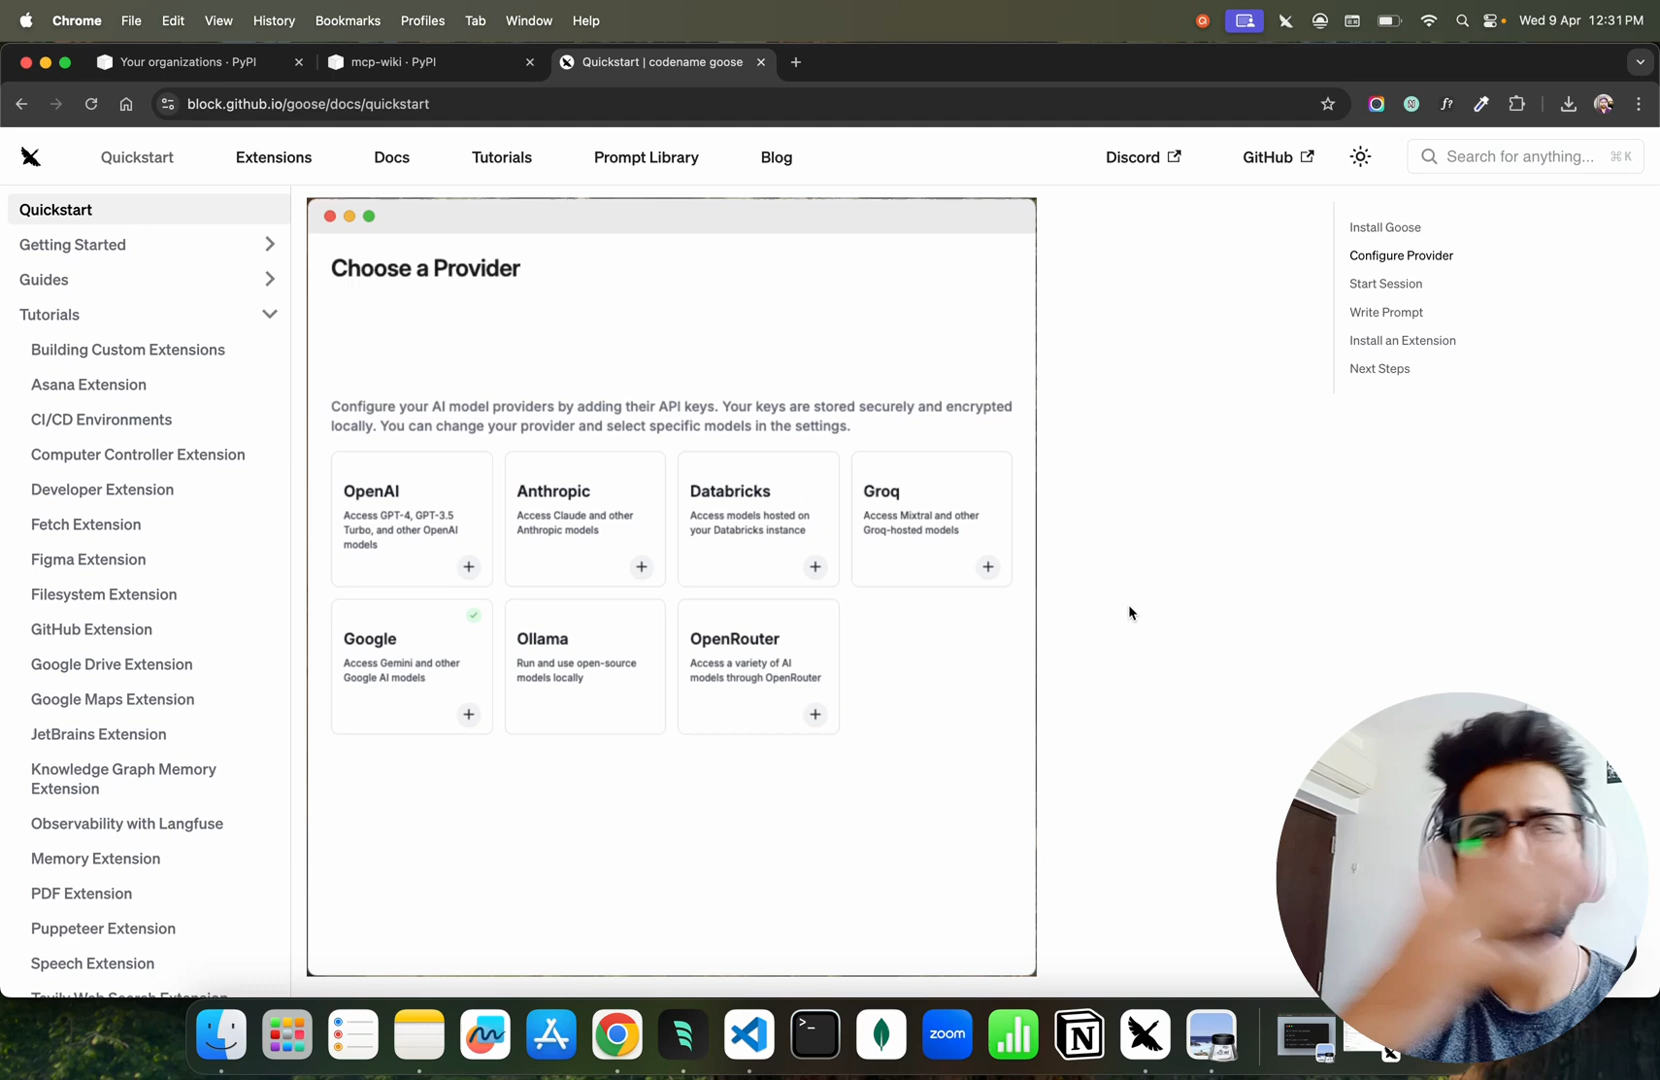 Chrome File Edit View History Bookmarks Profiles Tab Window Help Wed 9 Apr 12:31 PM
Your organizations · PyPI
mcp-wiki · PyPI
Quickstart | codename goose
block.github.io/goose/docs/quickstart
Quickstart Extensions Docs Tutorials Prompt Library Blog Discord GitHub Search for anything... ⌘K
Quickstart
Getting Started
Guides
Tutorials
Building Custom Extensions
Asana Extension
CI/CD Environments
Computer Controller Extension
Developer Extension
Fetch Extension
Figma Extension
Filesystem Extension
GitHub Extension
Google Drive Extension
Google Maps Extension
JetBrains Extension
Knowledge Graph Memory
Extension
Observability with Langfuse
Memory Extension
PDF Extension
Puppeteer Extension
Speech Extension
Tavily Web Search Extension
Choose a Provider
Configure your AI model providers by adding their API keys. Your keys are stored securely and encrypted
locally. You can change your provider and select specific models in the settings.
OpenAI
Access GPT-4, GPT-3.5
Turbo, and other OpenAI
models
Anthropic
Access Claude and other
Anthropic models
Databricks
Access models hosted on
your Databricks instance
Groq
Access Mixtral and other
Groq-hosted models
Google
Access Gemini and other
Google AI models
Ollama
Run and use open-source
models locally
OpenRouter
Access a variety of AI
models through OpenRouter
Install Goose
Configure Provider
Start Session
Write Prompt
Install an Extension
Next Steps
zoom